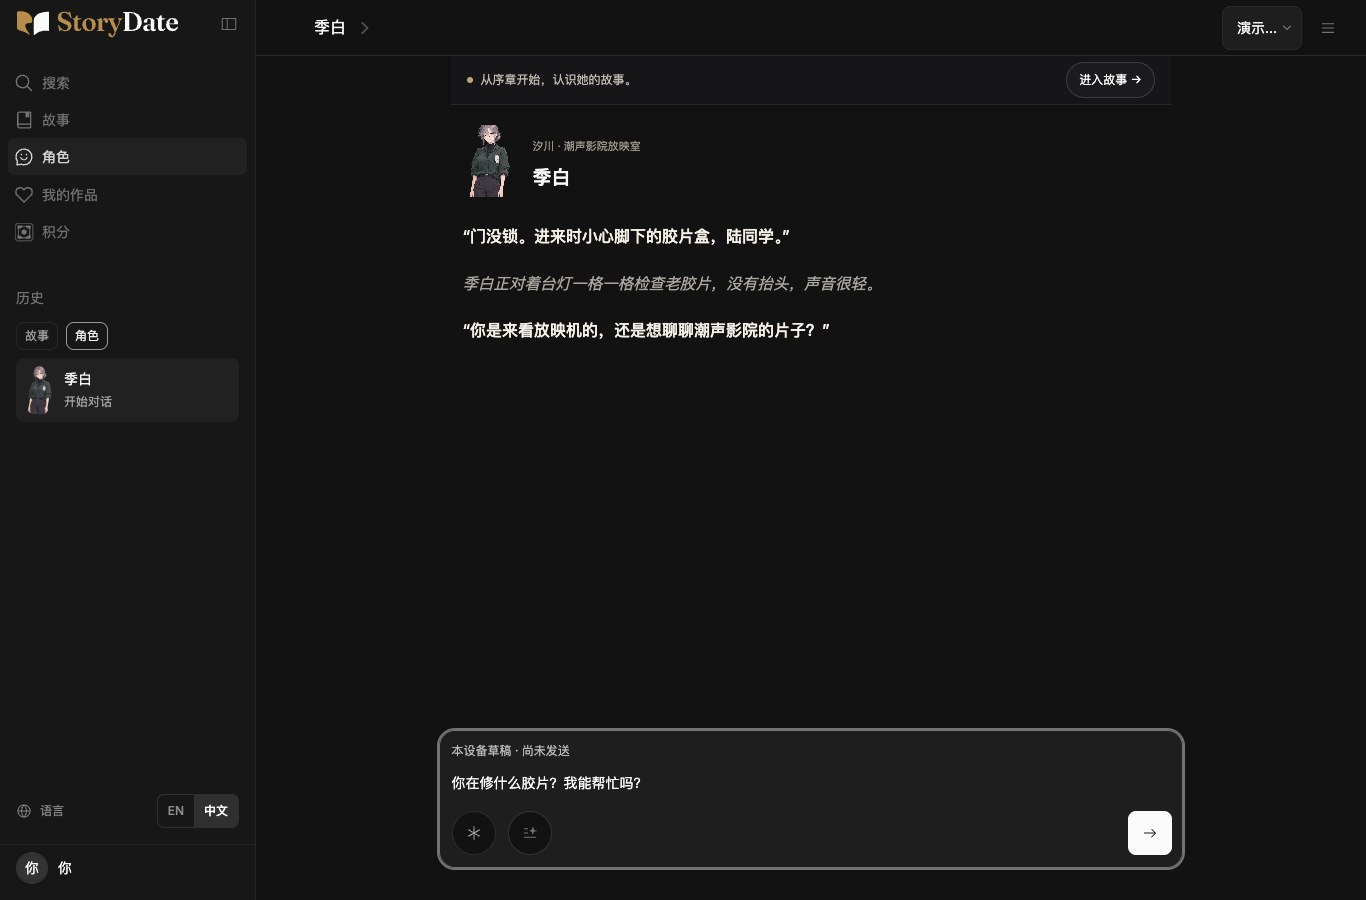 StoryDate
搜索
故事
角色
我的作品
积分
历史
故事
角色
季白
开始对话
语言
EN
中文
你
你
季白
演示...
从序章开始，认识她的故事。
进入故事 →
汐川 · 潮声影院放映室
季白
“门没锁。进来时小心脚下的胶片盒，陆同学。”
季白正对着台灯一格一格检查老胶片，没有抬头，声音很轻。
“你是来看放映机的，还是想聊聊潮声影院的片子？”
本设备草稿 · 尚未发送
你在修什么胶片？我能帮忙吗？